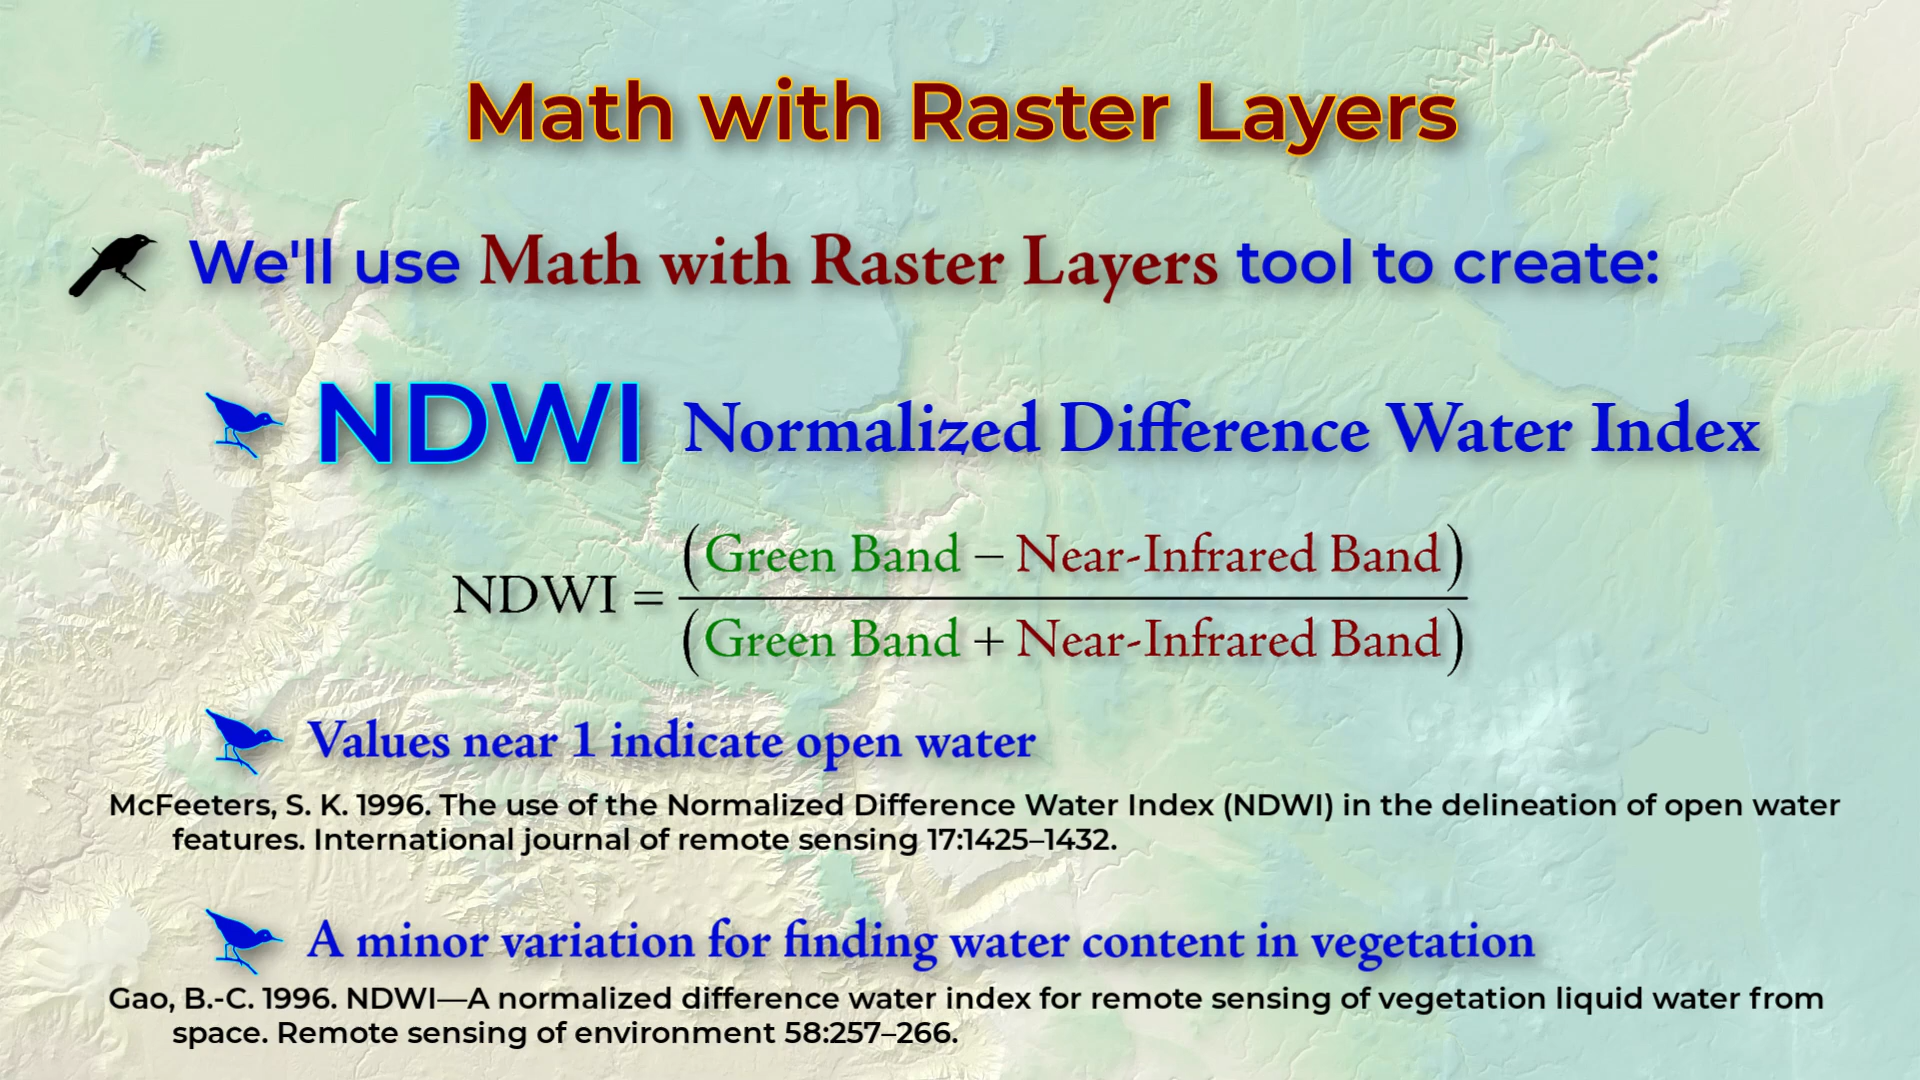 Math with Raster Layers
We'll use Math with Raster Layers tool to create:
NDWI Normalized Difference Water Index
NDWI = (Green Band − Near-Infrared Band) / (Green Band + Near-Infrared Band)
Values near 1 indicate open water
McFeeters, S. K. 1996. The use of the Normalized Difference Water Index (NDWI) in the delineation of open water
features. International journal of remote sensing 17:1425–1432.
A minor variation for finding water content in vegetation
Gao, B.-C. 1996. NDWI—A normalized difference water index for remote sensing of vegetation liquid water from
space. Remote sensing of environment 58:257–266.